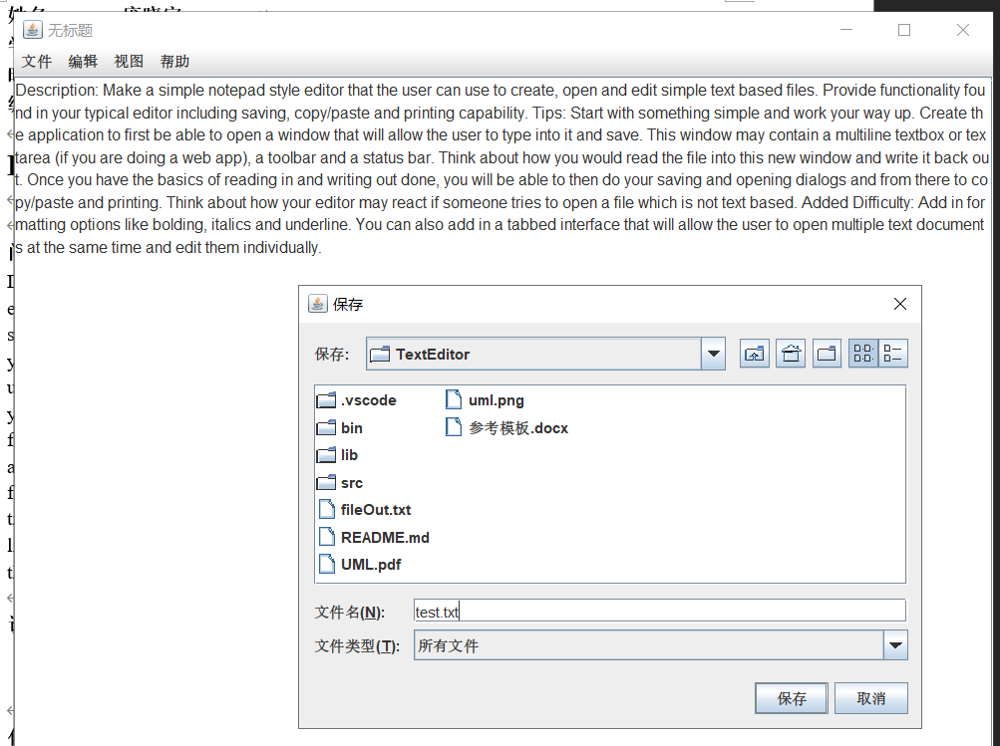 无标题
文件 编辑 视图 帮助
Description: Make a simple notepad style editor that the user can use to create, open and edit simple text based files. Provide functionality fou
nd in your typical editor including saving, copy/paste and printing capability. Tips: Start with something simple and work your way up. Create th
e application to first be able to open a window that will allow the user to type into it and save. This window may contain a multiline textbox or tex
tarea (if you are doing a web app), a toolbar and a status bar. Think about how you would read the file into this new window and write it back ou
t. Once you have the basics of reading in and writing out done, you will be able to then do your saving and opening dialogs and from there to co
py/paste and printing. Think about how your editor may react if someone tries to open a file which is not text based. Added Difficulty: Add in for
matting options like bolding, italics and underline. You can also add in a tabbed interface that will allow the user to open multiple text document
s at the same time and edit them individually.
保存
保存: TextEditor
.vscode
bin
lib
src
fileOut.txt
README.md
UML.pdf
uml.png
参考模板.docx
文件名(N): test.txt
文件类型(T): 所有文件
保存 取消